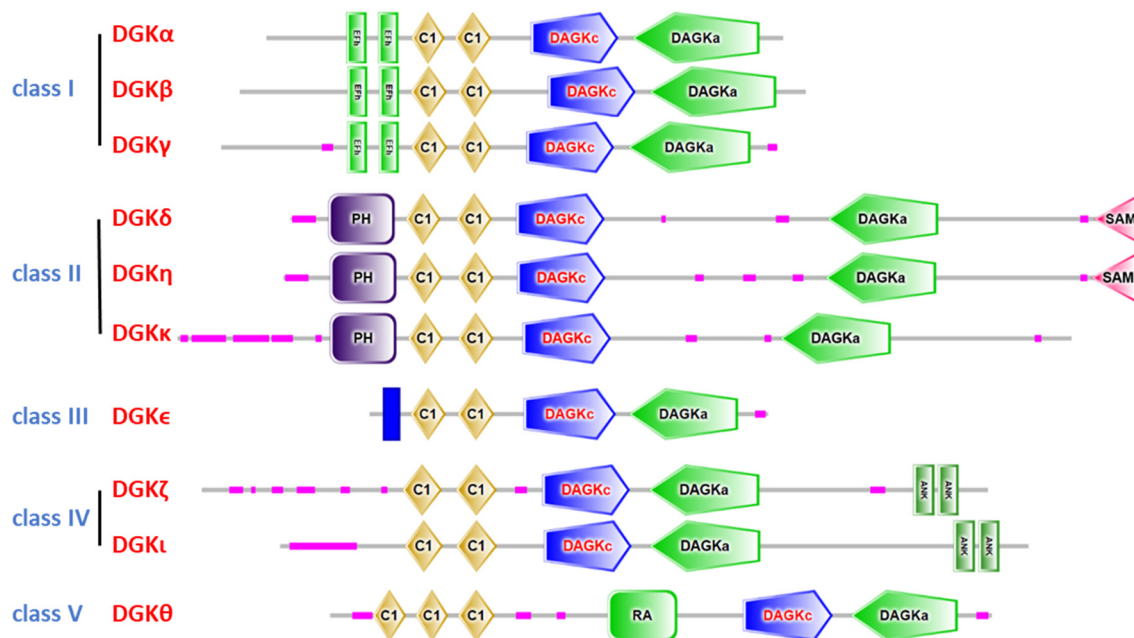 DGKα EFh EFh C1 C1 DAGKc DAGKa
class I DGKβ EFh EFh C1 C1 DAGKc DAGKa
DGKγ EFh EFh C1 C1 DAGKc DAGKa
DGKδ PH C1 C1 DAGKc DAGKa SAM
class II DGKη PH C1 C1 DAGKc DAGKa SAM
DGKκ PH C1 C1 DAGKc DAGKa
class III DGKϵ C1 C1 DAGKc DAGKa
DGKζ C1 C1 DAGKc DAGKa ANK ANK
class IV
DGKι C1 C1 DAGKc DAGKa ANK ANK
class V DGKθ C1 C1 C1 RA DAGKc DAGKa